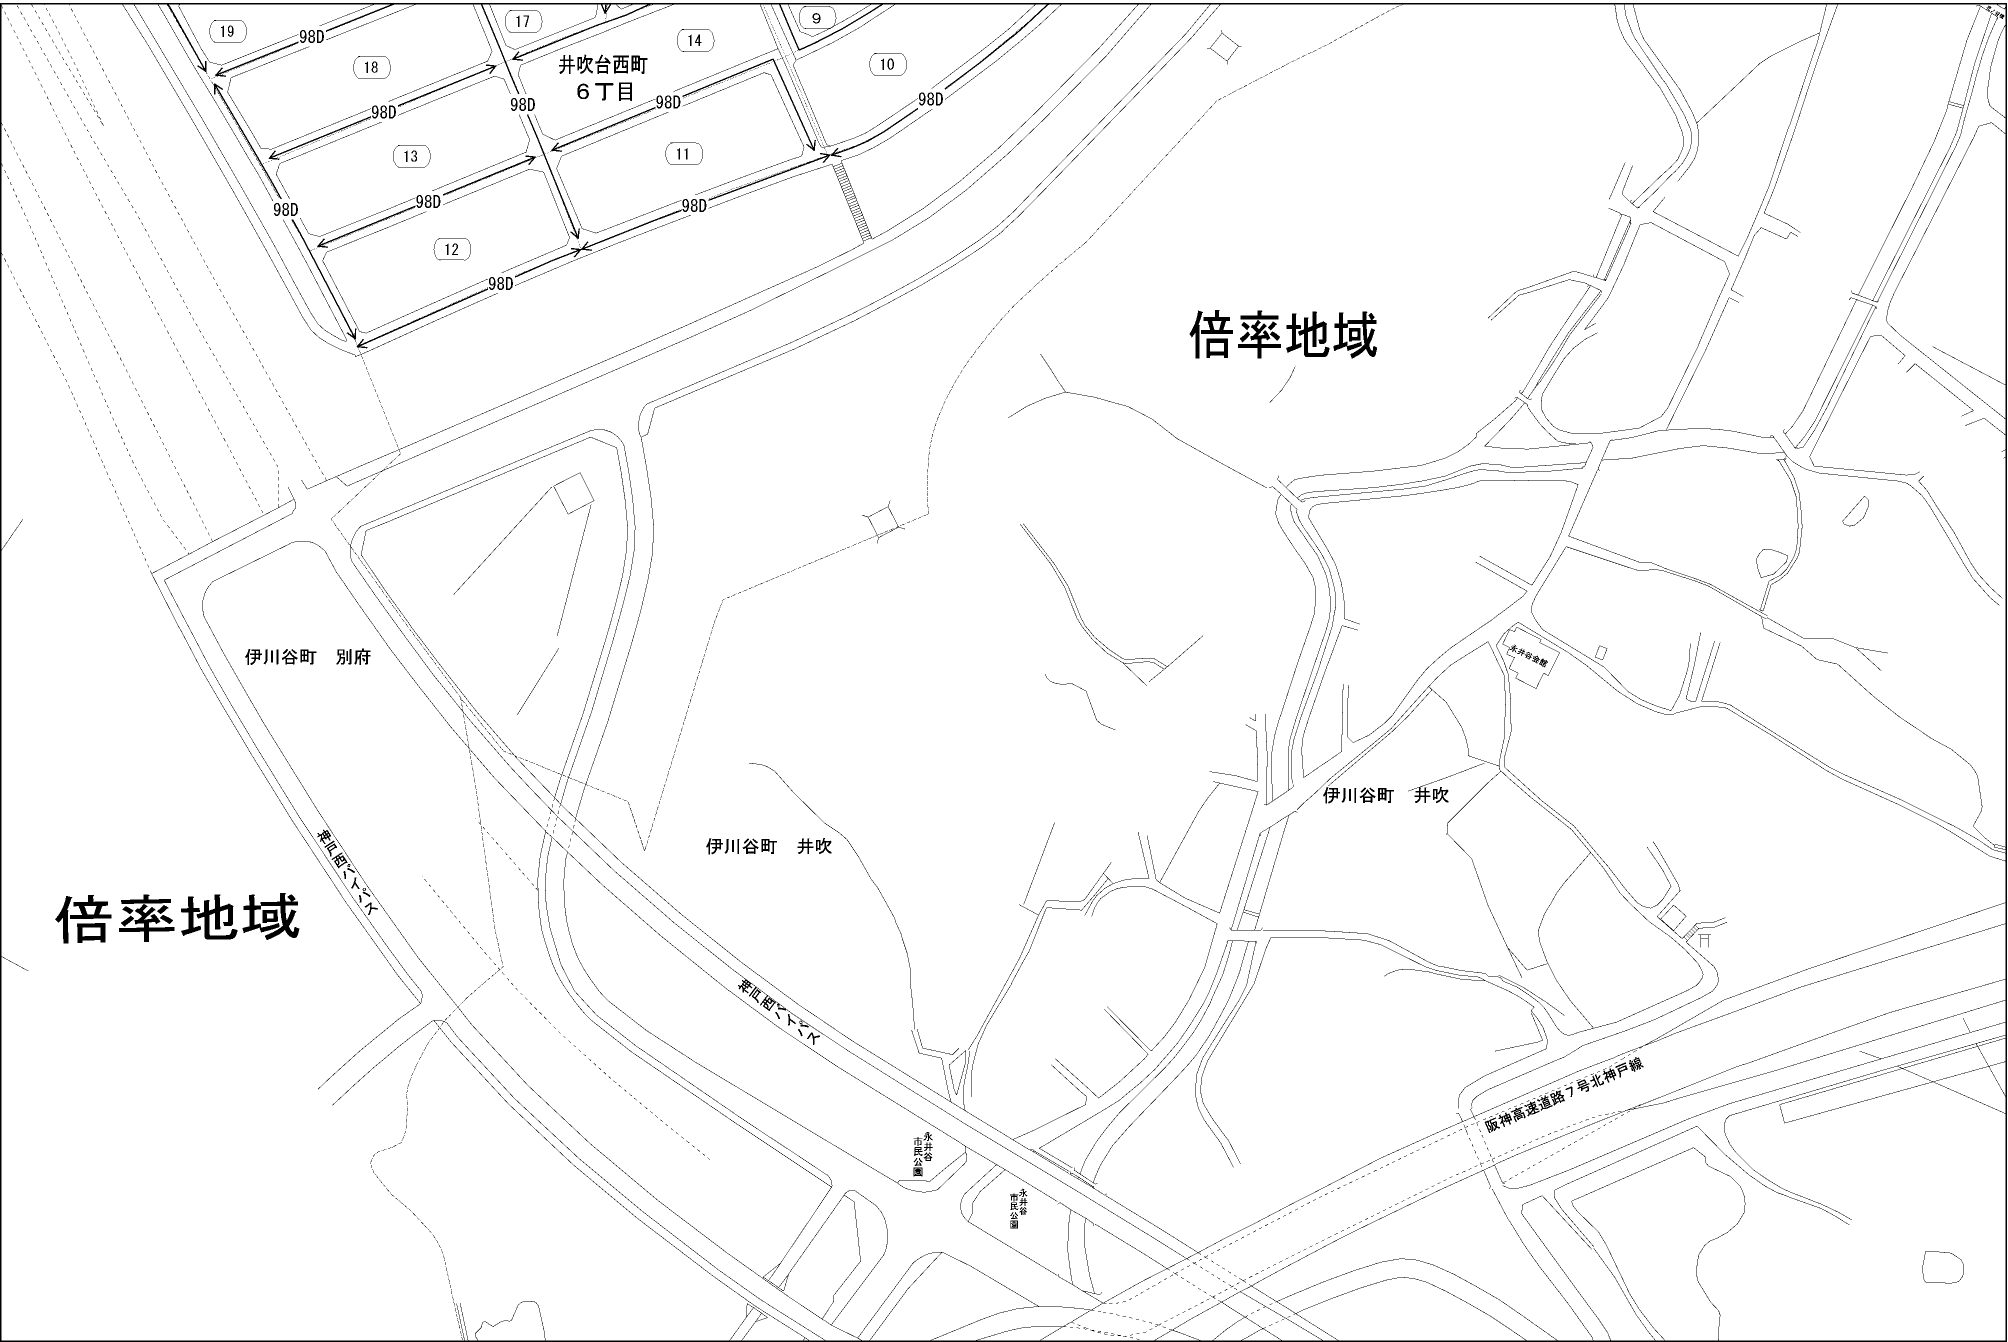 19
98D
17
9
18
14
10
井吹台西町
6丁目
98D
98D
98D
98D
13
11
98D
98D
98D
12
98D
倍率地域
伊川谷町 別府
永井谷会館
伊川谷町 井吹
伊川谷町 井吹
神戸西バイパス
倍率地域
神戸西バイパス
阪神高速道路7号北神戸線
永井谷
市民公園
永井谷
市民公園